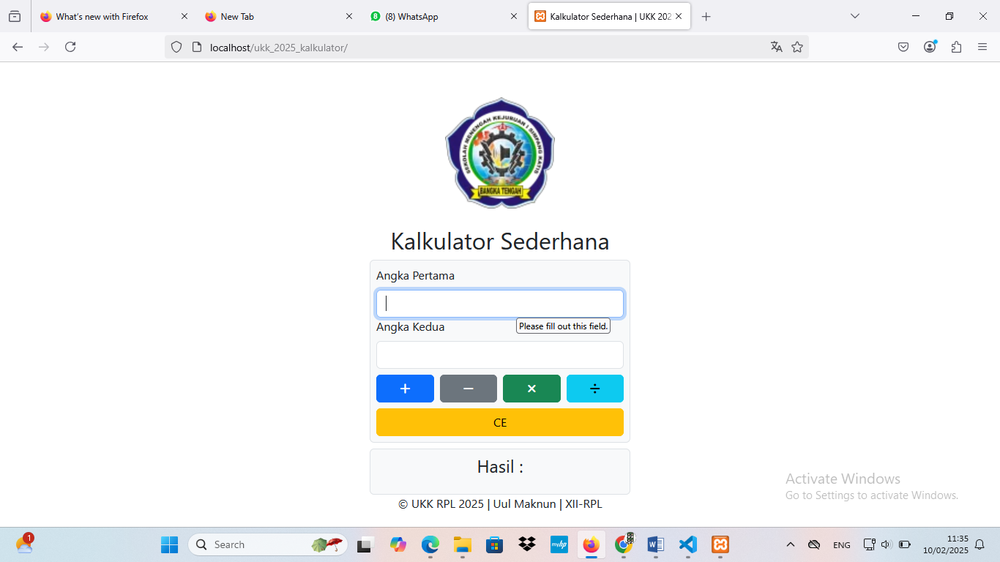 What's new with Firefox
New Tab
8
(8) WhatsApp
Kalkulator Sederhana | UKK 202
localhost/ukk_2025_kalkulator/
SEKOLAH MENENGAH KEJURUAN 1 SIMPANG KATIS
BANGKA TENGAH
Kalkulator Sederhana
Angka Pertama
Please fill out this field.
Angka Kedua
+ − × ÷
CE
Hasil :
© UKK RPL 2025 | Uul Maknun | XII-RPL
Activate Windows
Go to Settings to activate Windows.
1
Search
myhp
ENG
11:35
10/02/2025